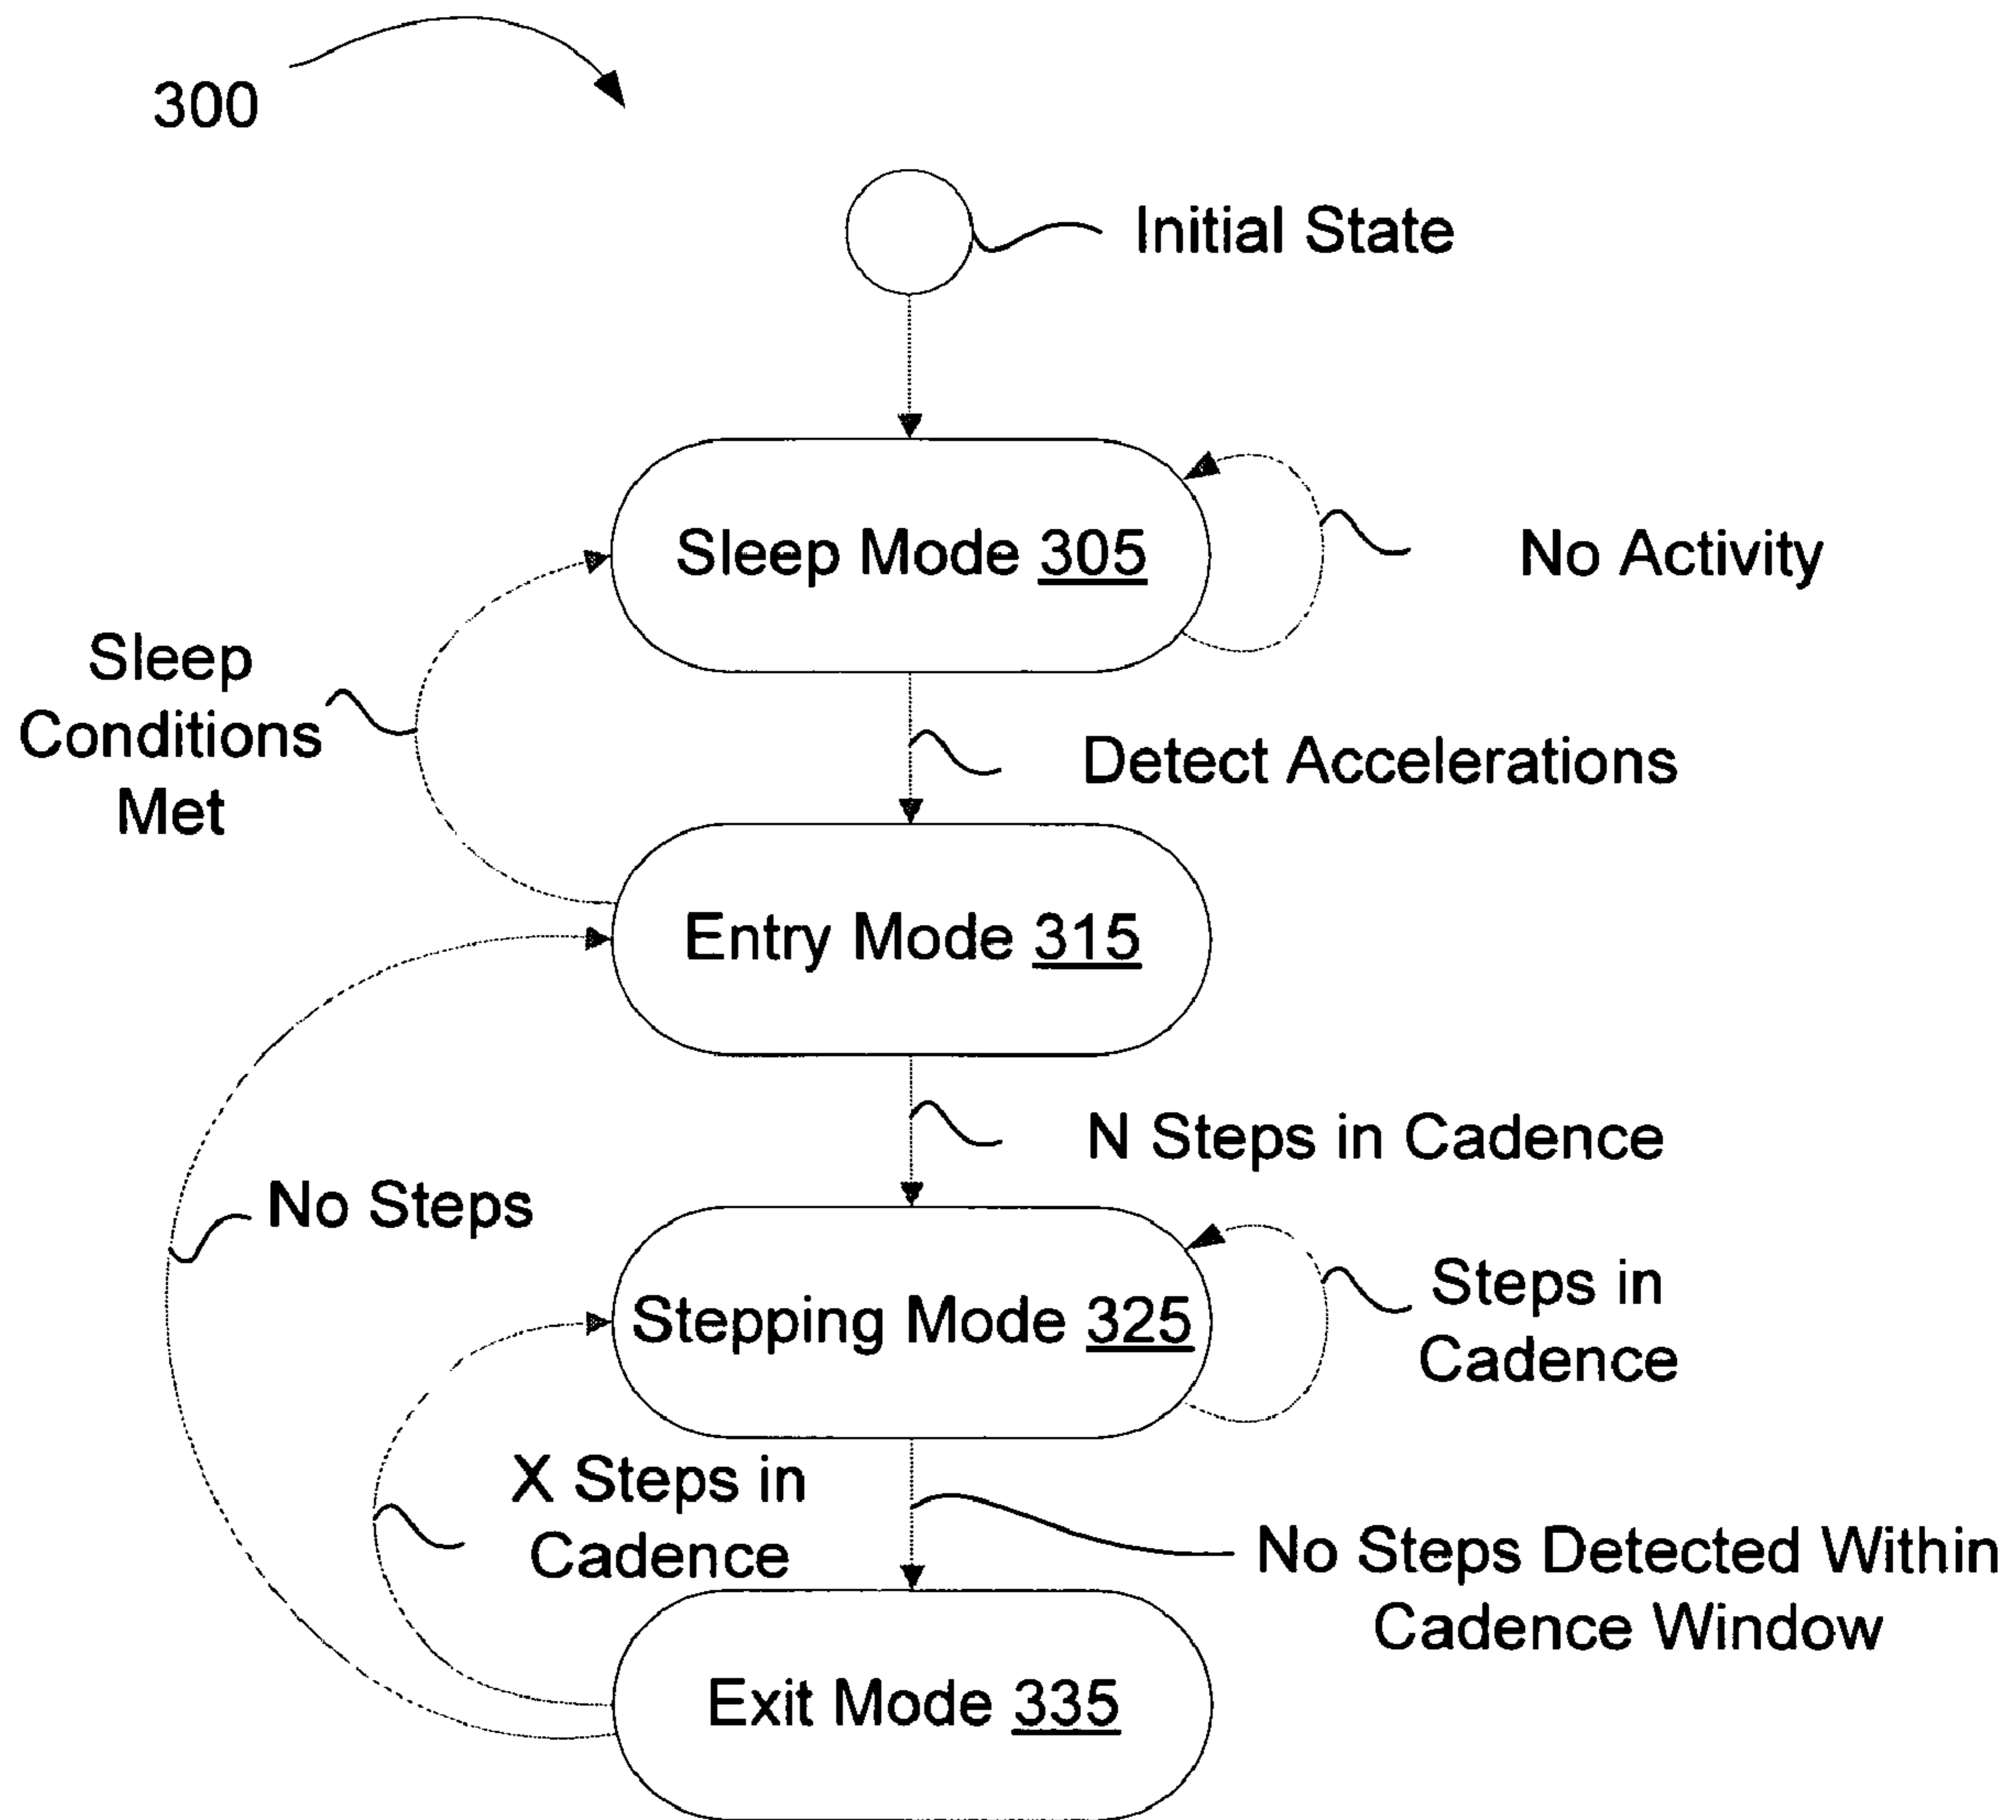 300
Initial State
Sleep Mode 305
No Activity
Sleep
Conditions
Met
Detect Accelerations
Entry Mode 315
N Steps in Cadence
No Steps
Stepping Mode 325
Steps in
Cadence
X Steps in
Cadence
No Steps Detected Within
Cadence Window
Exit Mode 335